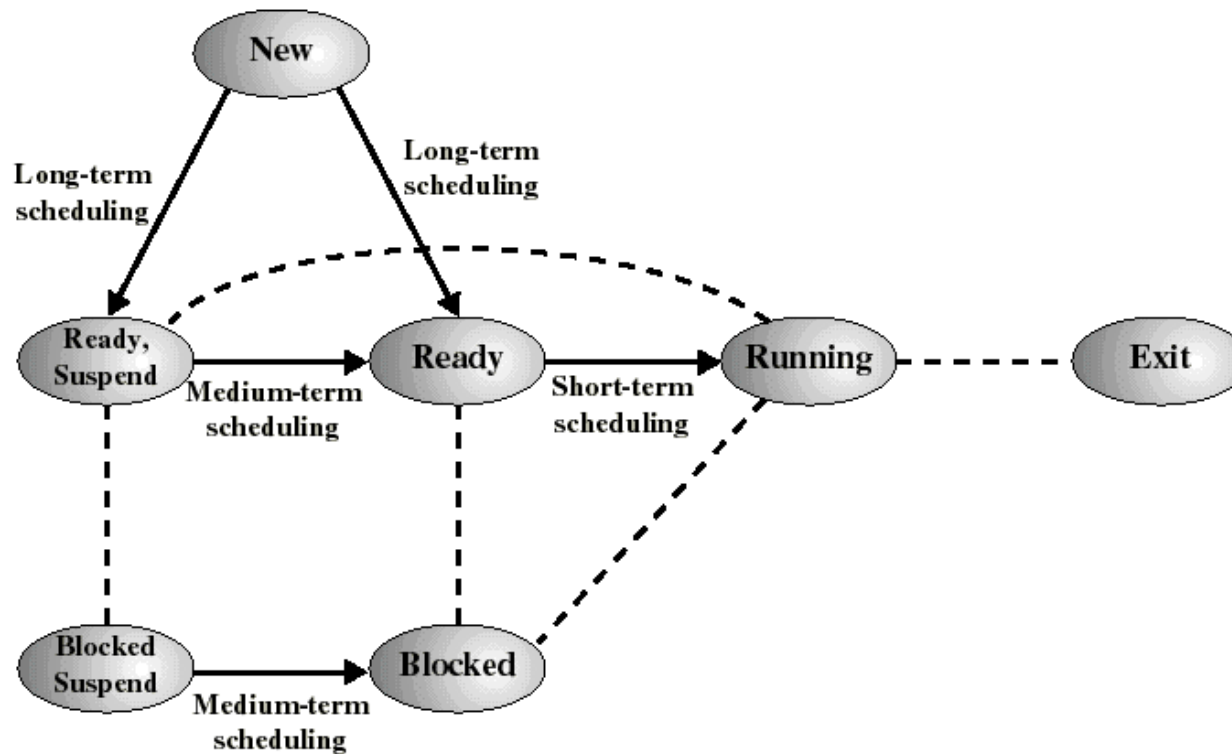 New
Long-term
scheduling
Long-term
scheduling
Ready,
Suspend
Medium-term
scheduling
Ready
Short-term
scheduling
Running
Exit
Blocked
Suspend
Medium-term
scheduling
Blocked